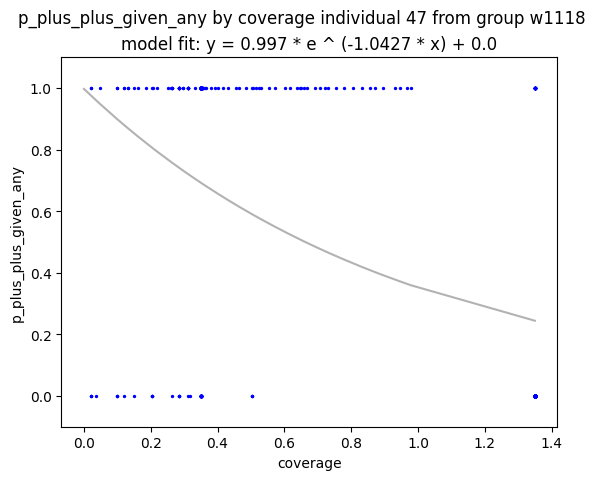 p_plus_plus_given_any by coverage individual 47 from group w1118
model fit: y = 0.997 * e ^ (-1.0427 * x) + 0.0
p_plus_plus_given_any
1.0
0.8
0.6
0.4
0.2
0.0
0.0 0.2 0.4 0.6 0.8 1.0 1.2 1.4
coverage